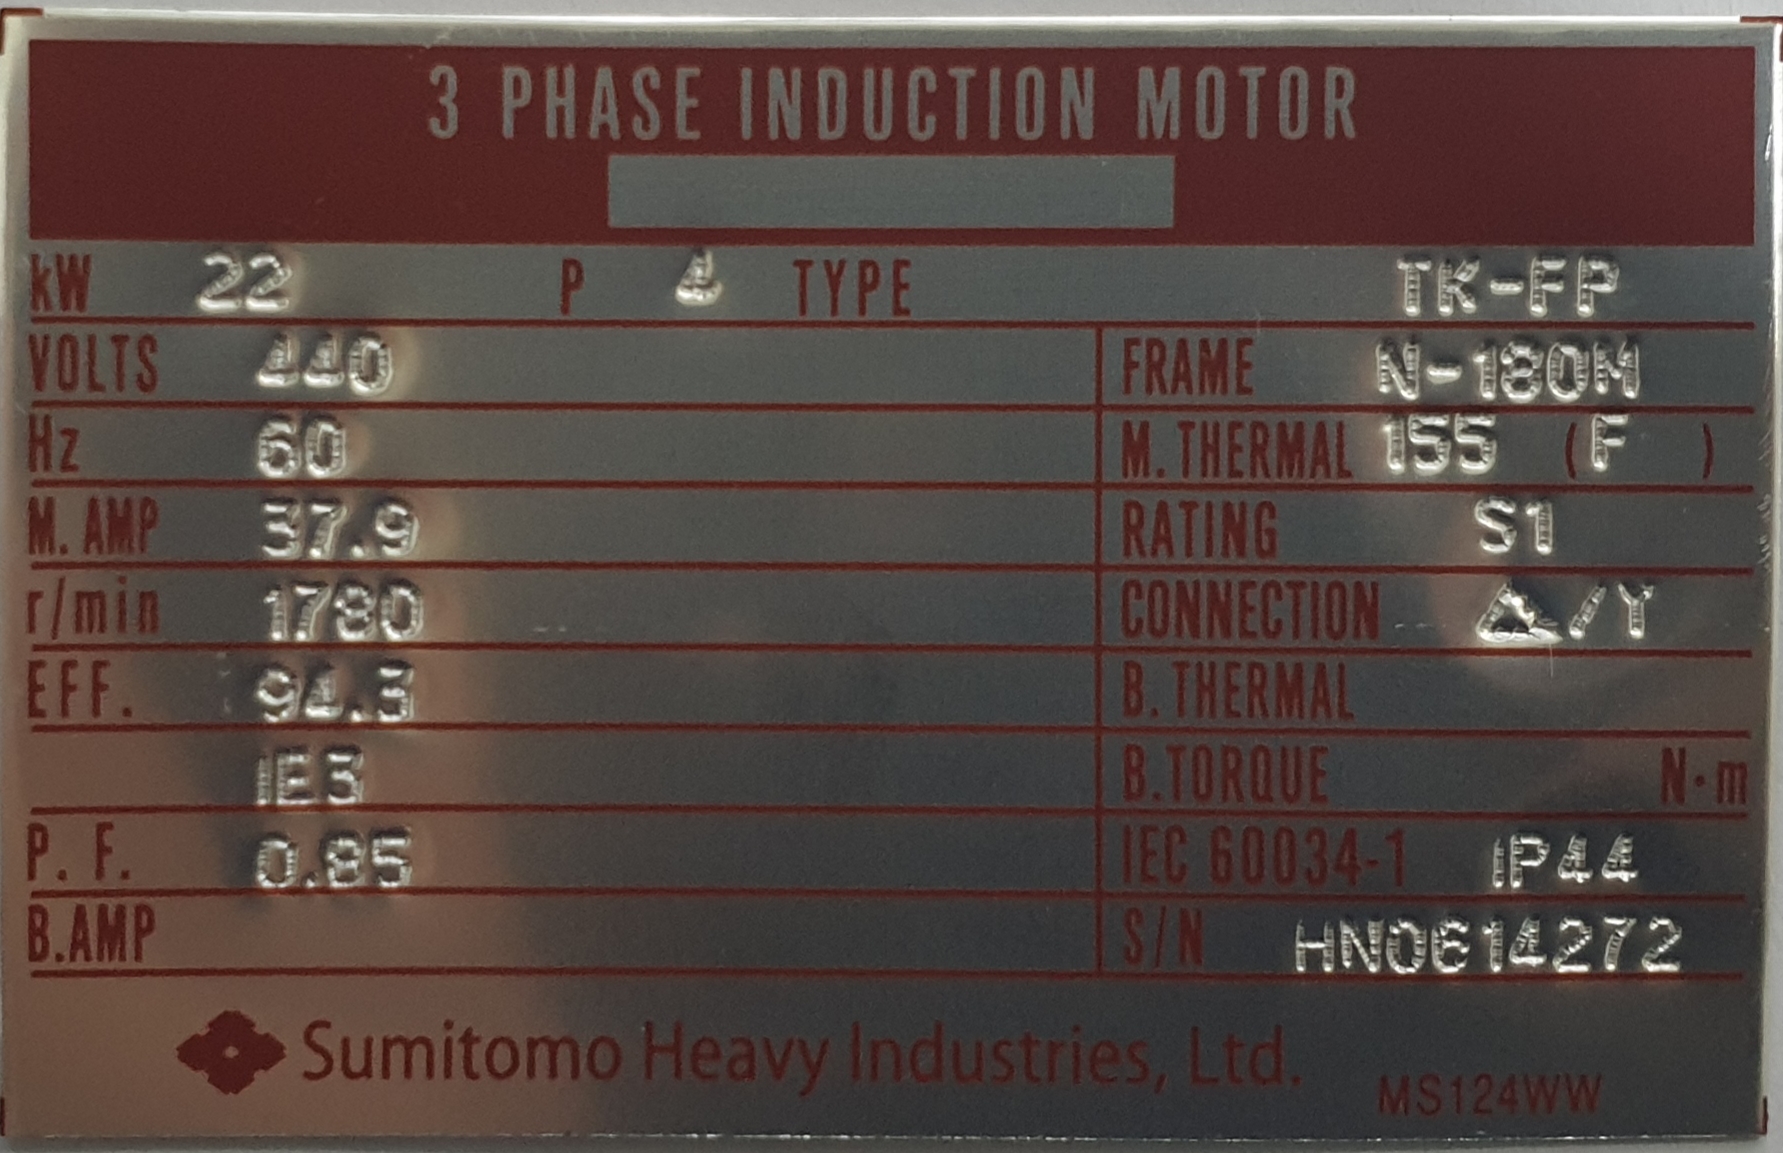 3 PHASE INDUCTION MOTOR
kW 22 P 4 TYPE TK-FP
VOLTS 440 FRAME N-180M
Hz 60 M. THERMAL 155 (F )
M. AMP 37.9 RATING S1
r/min 1780 CONNECTION △/Y
EFF. 94.3 B. THERMAL
IE3 B.TORQUE N·m
P. F. 0.85 IEC 60034-1 IP44
B.AMP S/N HN0614272
Sumitomo Heavy Industries, Ltd.
MS124WW